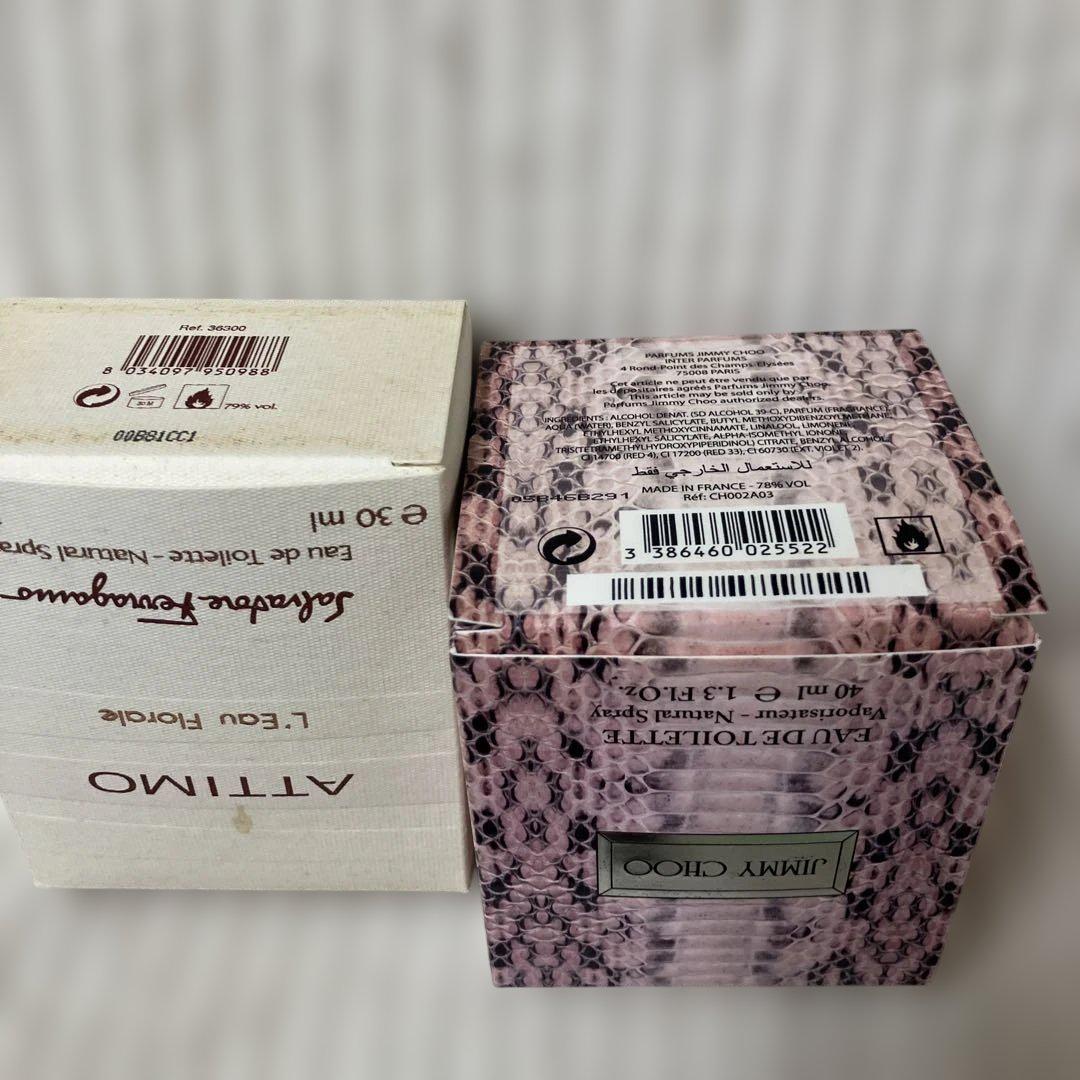 Ref. 36300
8 034097 950988
30 M
79% vol.
00B81CC1
e 30 ml
Eau de Toilette - Natural Spra
Salvatore Ferragamo
L'Eau Florale
ATTIMO
PARFUMS JIMMY CHOO
INTER PARFUMS
4 Rond-Point des Champs Elysées
75008 PARIS
Cet article ne peut être vendu que par
les dépositaires agréés Parfums Jimmy Choo.
This article may be sold only by
Parfums Jimmy Choo authorized dealers.
INGREDIENTS : ALCOHOL DENAT. (SD ALCOHOL 39-C), PARFUM (FRAGRANCE),
AQUA (WATER), BENZYL SALICYLATE, BUTYL METHOXYDIBENZOYLMETHANE,
ETHYLHEXYL METHOXYCINNAMATE, LINALOOL, LIMONENE,
ETHYLHEXYL SALICYLATE, ALPHA-ISOMETHYL IONONE,
TRIS(TETRAMETHYLHYDROXYPIPERIDINOL) CITRATE, BENZYL ALCOHOL,
CI 14700 (RED 4), CI 17200 (RED 33), CI 60730 (EXT. VIOLET 2).
للاستعمال الخارجي فقط
MADE IN FRANCE - 78% VOL
Réf: CH002A03
3 386460 025522
40 ml e 1.3 Fl.Oz.
Vaporisateur - Natural Spray
EAU DE TOILETTE
JIMMY CHOO